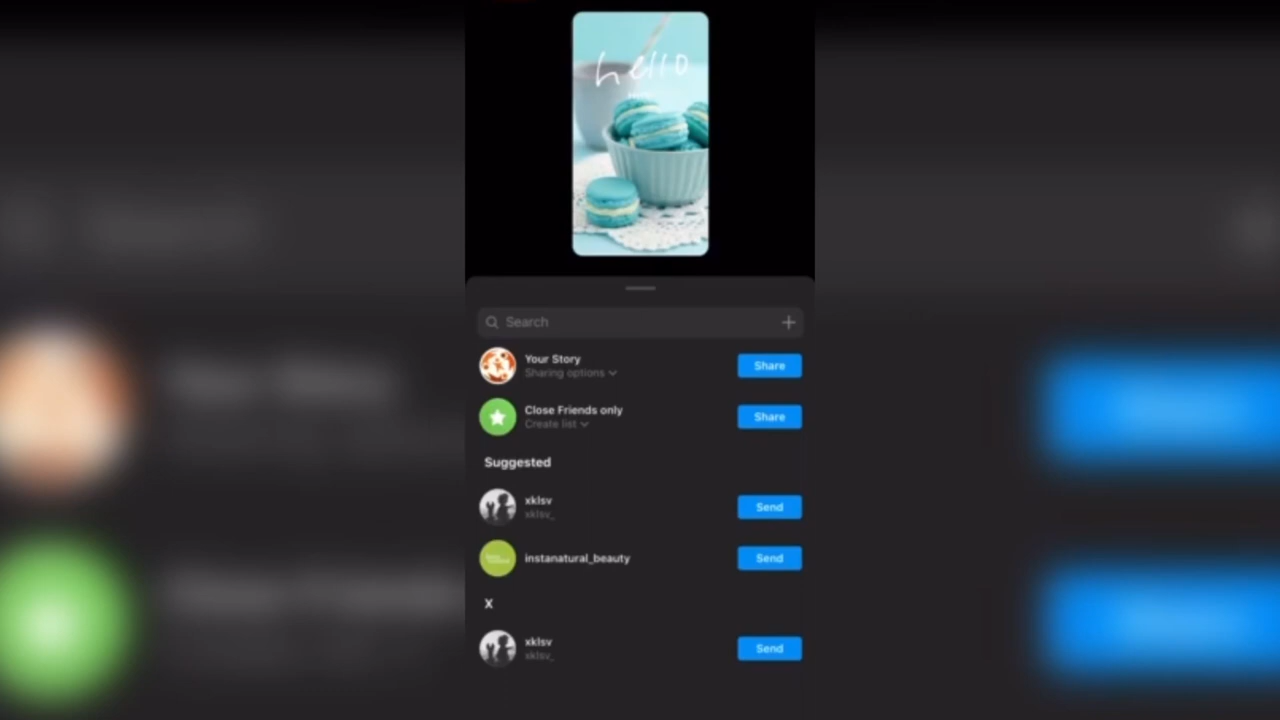 hello
Search
Your Story
Sharing options
Share
Close Friends only
Create list
Share
Suggested
xklsv
xklsv_
Send
instanatural_beauty
Send
X
xklsv
xklsv_
Send